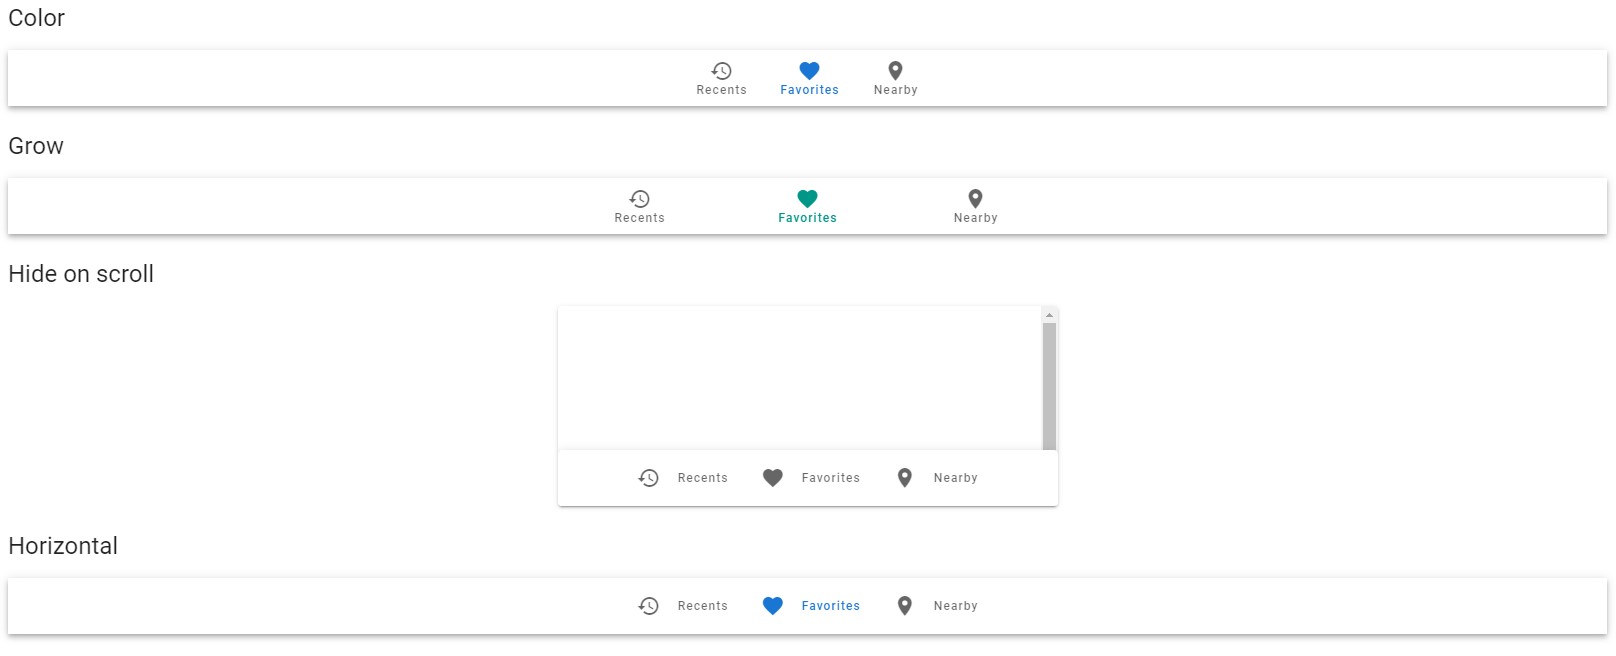 Color
Recents Favorites Nearby
Grow
Recents Favorites Nearby
Hide on scroll
Recents Favorites Nearby
Horizontal
Recents Favorites Nearby